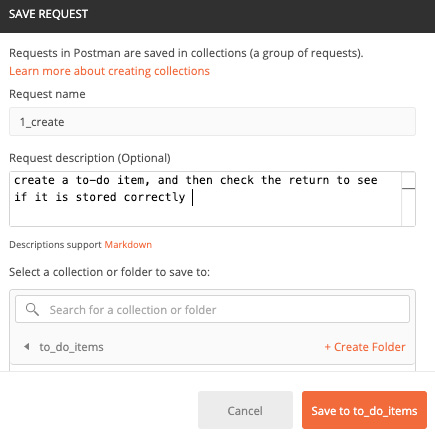 SAVE REQUEST
Requests in Postman are saved in collections (a group of requests).
Learn more about creating collections
Request name
1_create
Request description (Optional)
create a to-do item, and then check the return to see
if it is stored correctly
Descriptions support Markdown
Select a collection or folder to save to:
Search for a collection or folder
to_do_items + Create Folder
Cancel Save to to_do_items